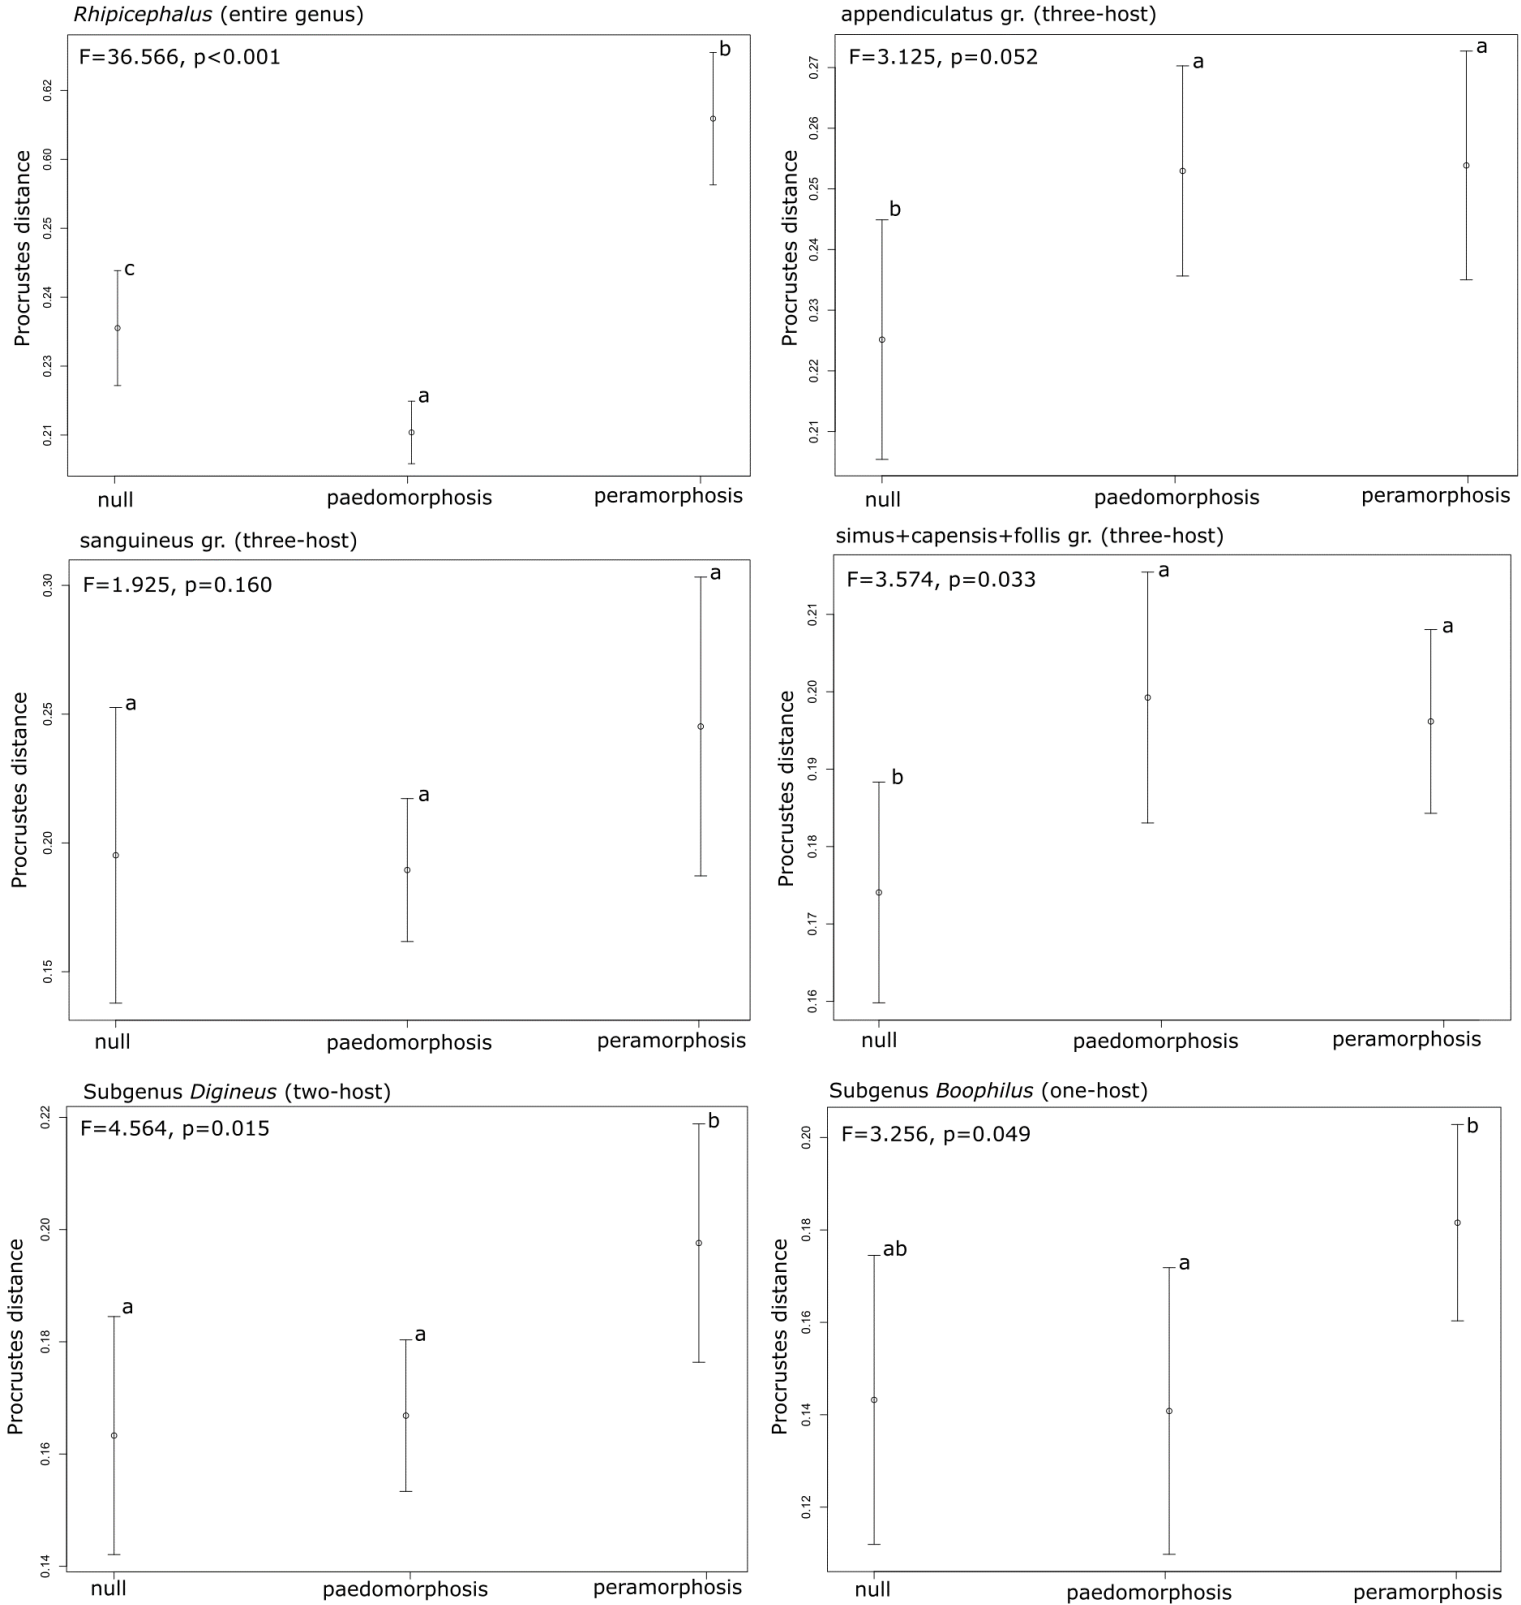 Rhipicephalus (entire genus)
F=36.566, p<0.001
Procrustes distance
0.62
0.60
0.25
0.24
0.23
0.21
c
a
b
null
paedomorphosis
peramorphosis
appendiculatus gr. (three-host)
F=3.125, p=0.052
Procrustes distance
0.27
0.26
0.25
0.24
0.23
0.22
0.21
b
a
a
null
paedomorphosis
peramorphosis
sanguineus gr. (three-host)
F=1.925, p=0.160
Procrustes distance
0.30
0.25
0.20
0.15
a
a
a
null
paedomorphosis
peramorphosis
simus+capensis+follis gr. (three-host)
F=3.574, p=0.033
Procrustes distance
0.21
0.20
0.19
0.18
0.17
0.16
b
a
a
null
paedomorphosis
peramorphosis
Subgenus Digineus (two-host)
F=4.564, p=0.015
Procrustes distance
0.22
0.20
0.18
0.16
0.14
a
a
b
null
paedomorphosis
peramorphosis
Subgenus Boophilus (one-host)
F=3.256, p=0.049
Procrustes distance
0.20
0.18
0.16
0.14
0.12
ab
a
b
null
paedomorphosis
peramorphosis